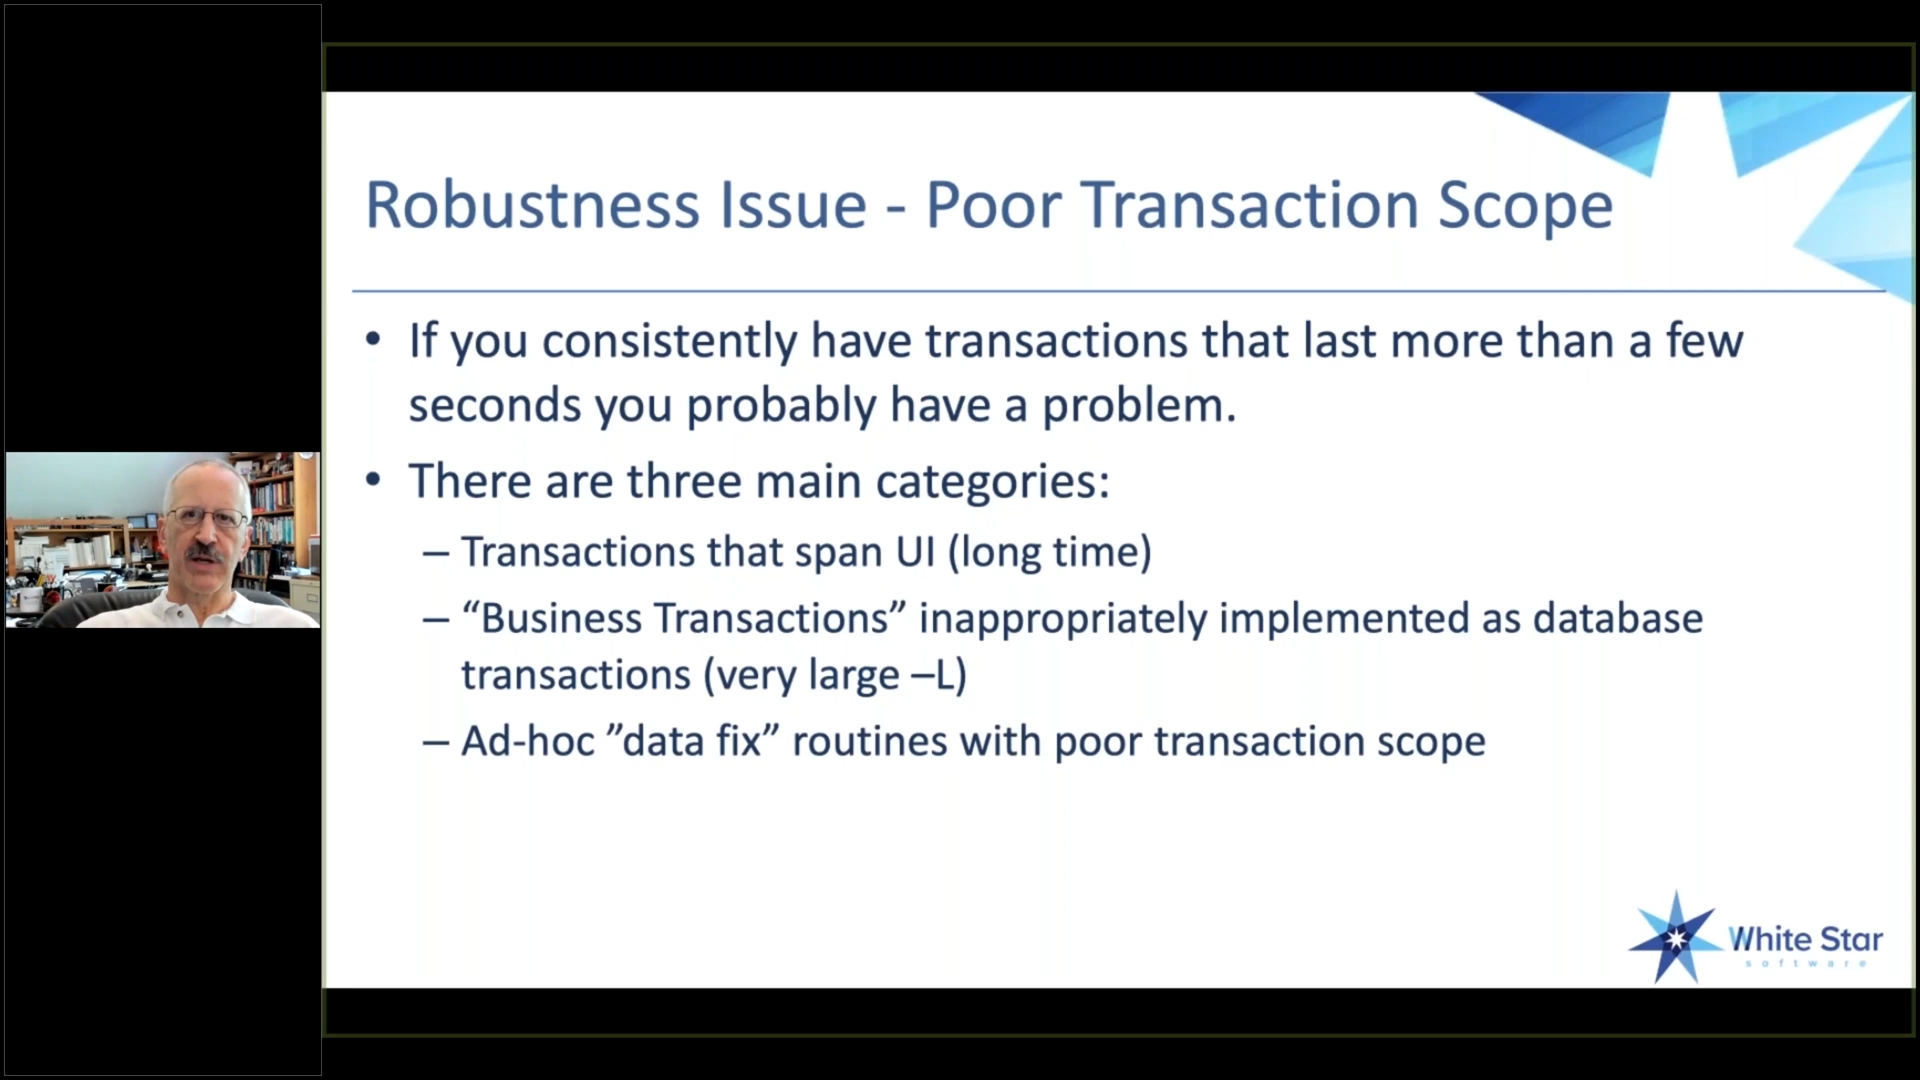 Robustness Issue - Poor Transaction Scope
• If you consistently have transactions that last more than a few
seconds you probably have a problem.
• There are three main categories:
– Transactions that span UI (long time)
– “Business Transactions” inappropriately implemented as database
transactions (very large –L)
– Ad-hoc ”data fix” routines with poor transaction scope
White Star
software